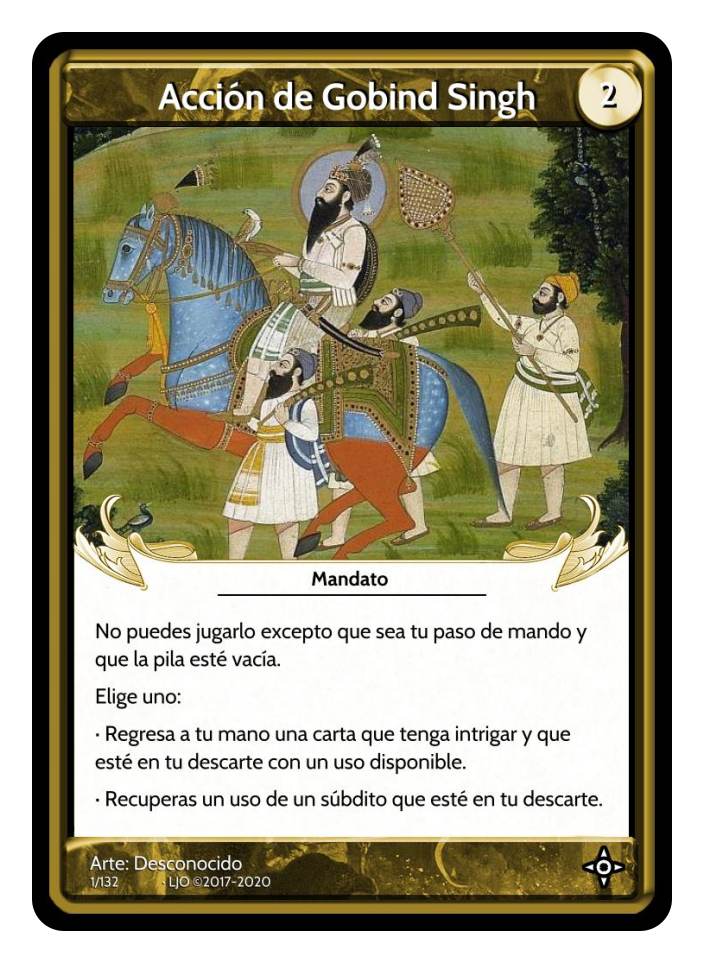 Acción de Gobind Singh
2
Mandato
No puedes jugarlo excepto que sea tu paso de mando y
que la pila esté vacía.
Elige uno:
· Regresa a tu mano una carta que tenga intrigar y que
esté en tu descarte con un uso disponible.
· Recuperas un uso de un súbdito que esté en tu descarte.
Arte: Desconocido
1/132 · LJO ©2017-2020